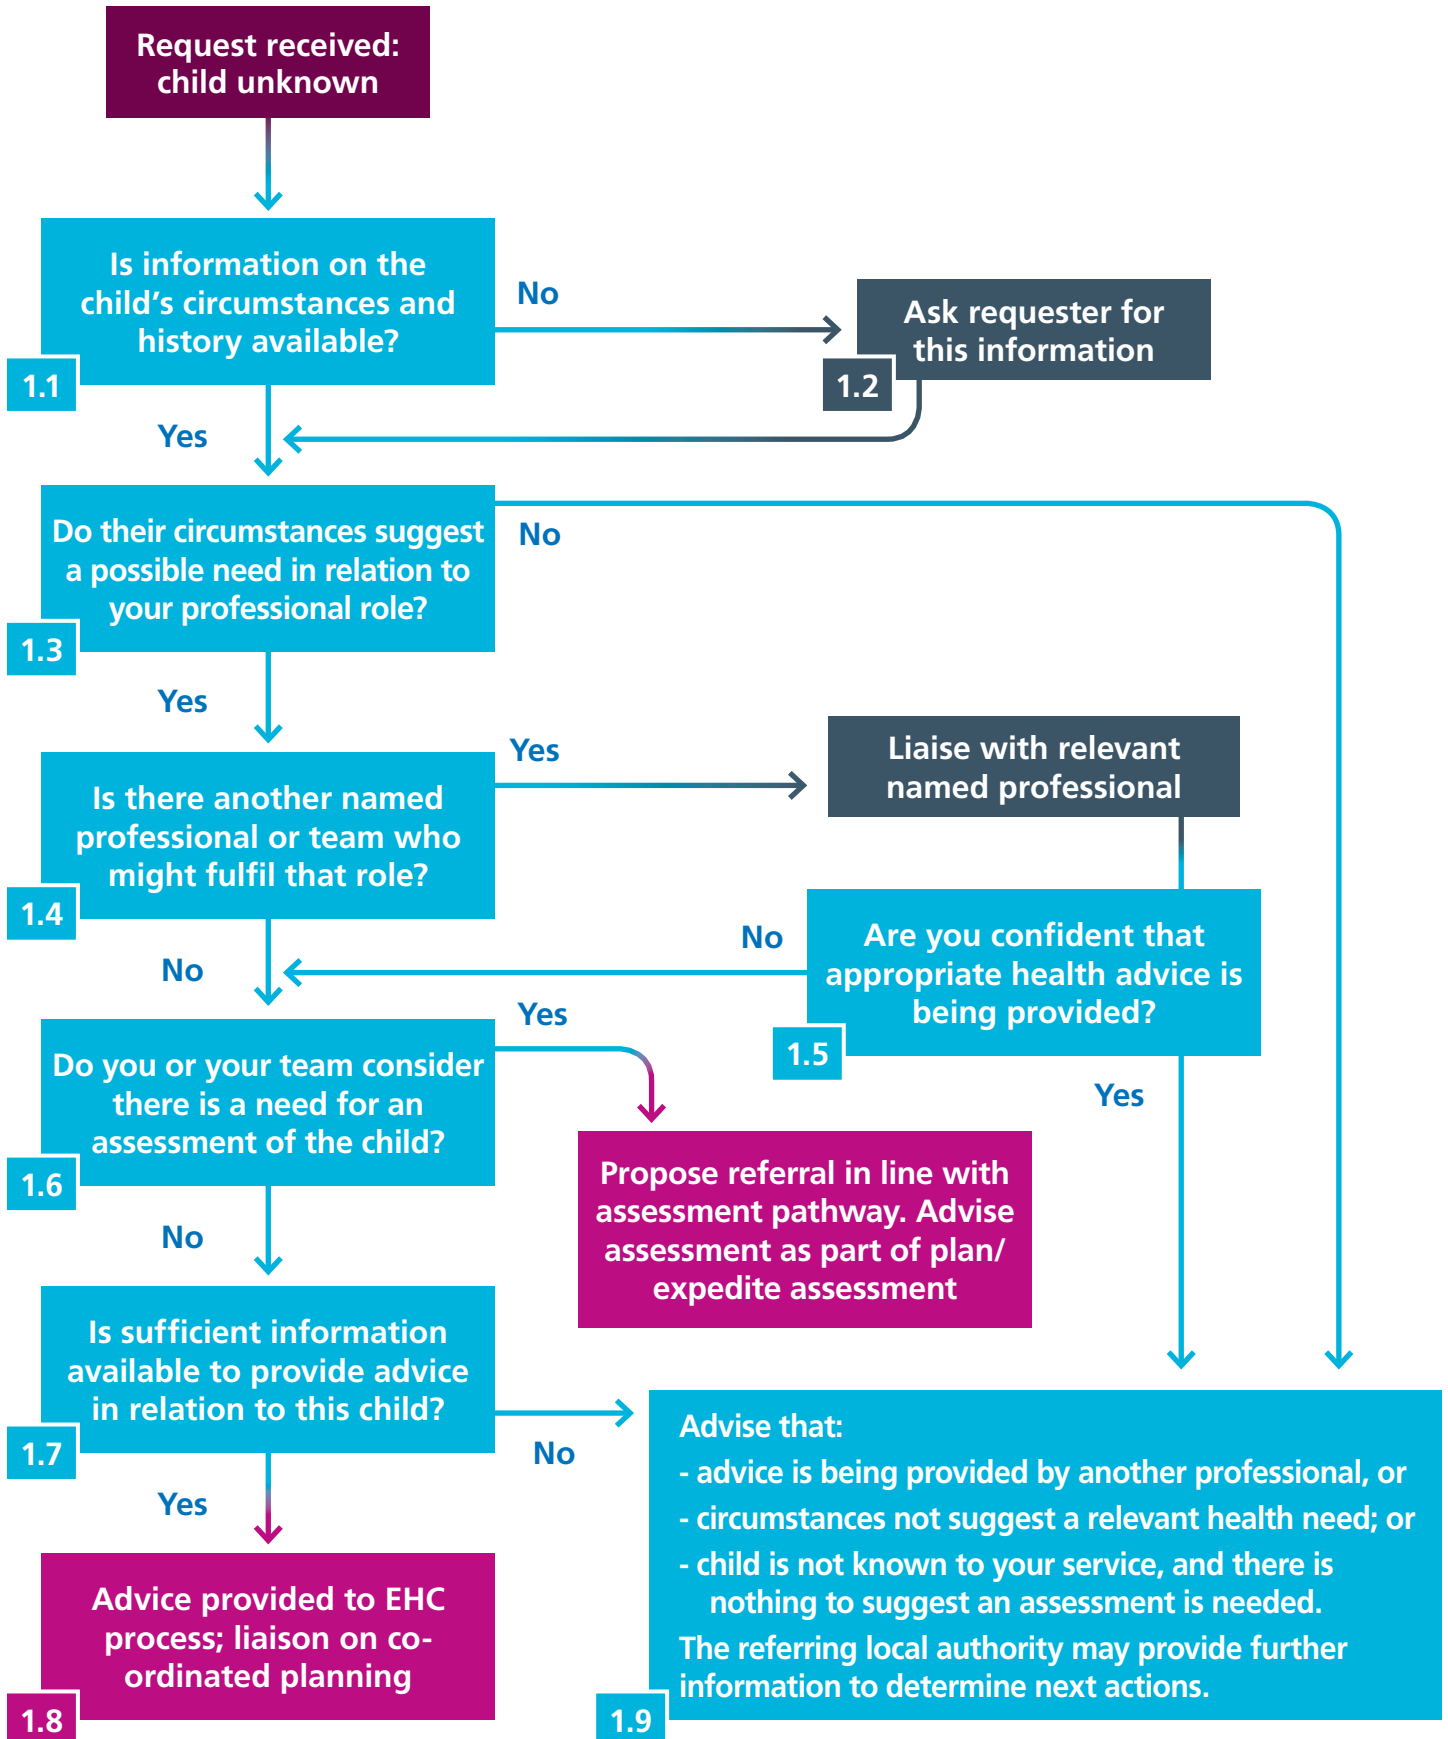 Request received:
child unknown
Is information on the
child’s circumstances and
history available?
1.1
No
Ask requester for
this information
1.2
Yes
Do their circumstances suggest
a possible need in relation to
your professional role?
1.3
No
Yes
Is there another named
professional or team who
might fulfil that role?
1.4
Yes
Liaise with relevant
named professional
No
Are you confident that
appropriate health advice is
being provided?
1.5
No
Yes
Do you or your team consider
there is a need for an
assessment of the child?
1.6
Yes
Propose referral in line with
assessment pathway. Advise
assessment as part of plan/
expedite assessment
No
Is sufficient information
available to provide advice
in relation to this child?
1.7
No
Yes
Advice provided to EHC
process; liaison on co-
ordinated planning
1.8
Advise that:
- advice is being provided by another professional, or
- circumstances not suggest a relevant health need; or
- child is not known to your service, and there is
nothing to suggest an assessment is needed.
The referring local authority may provide further
information to determine next actions.
1.9